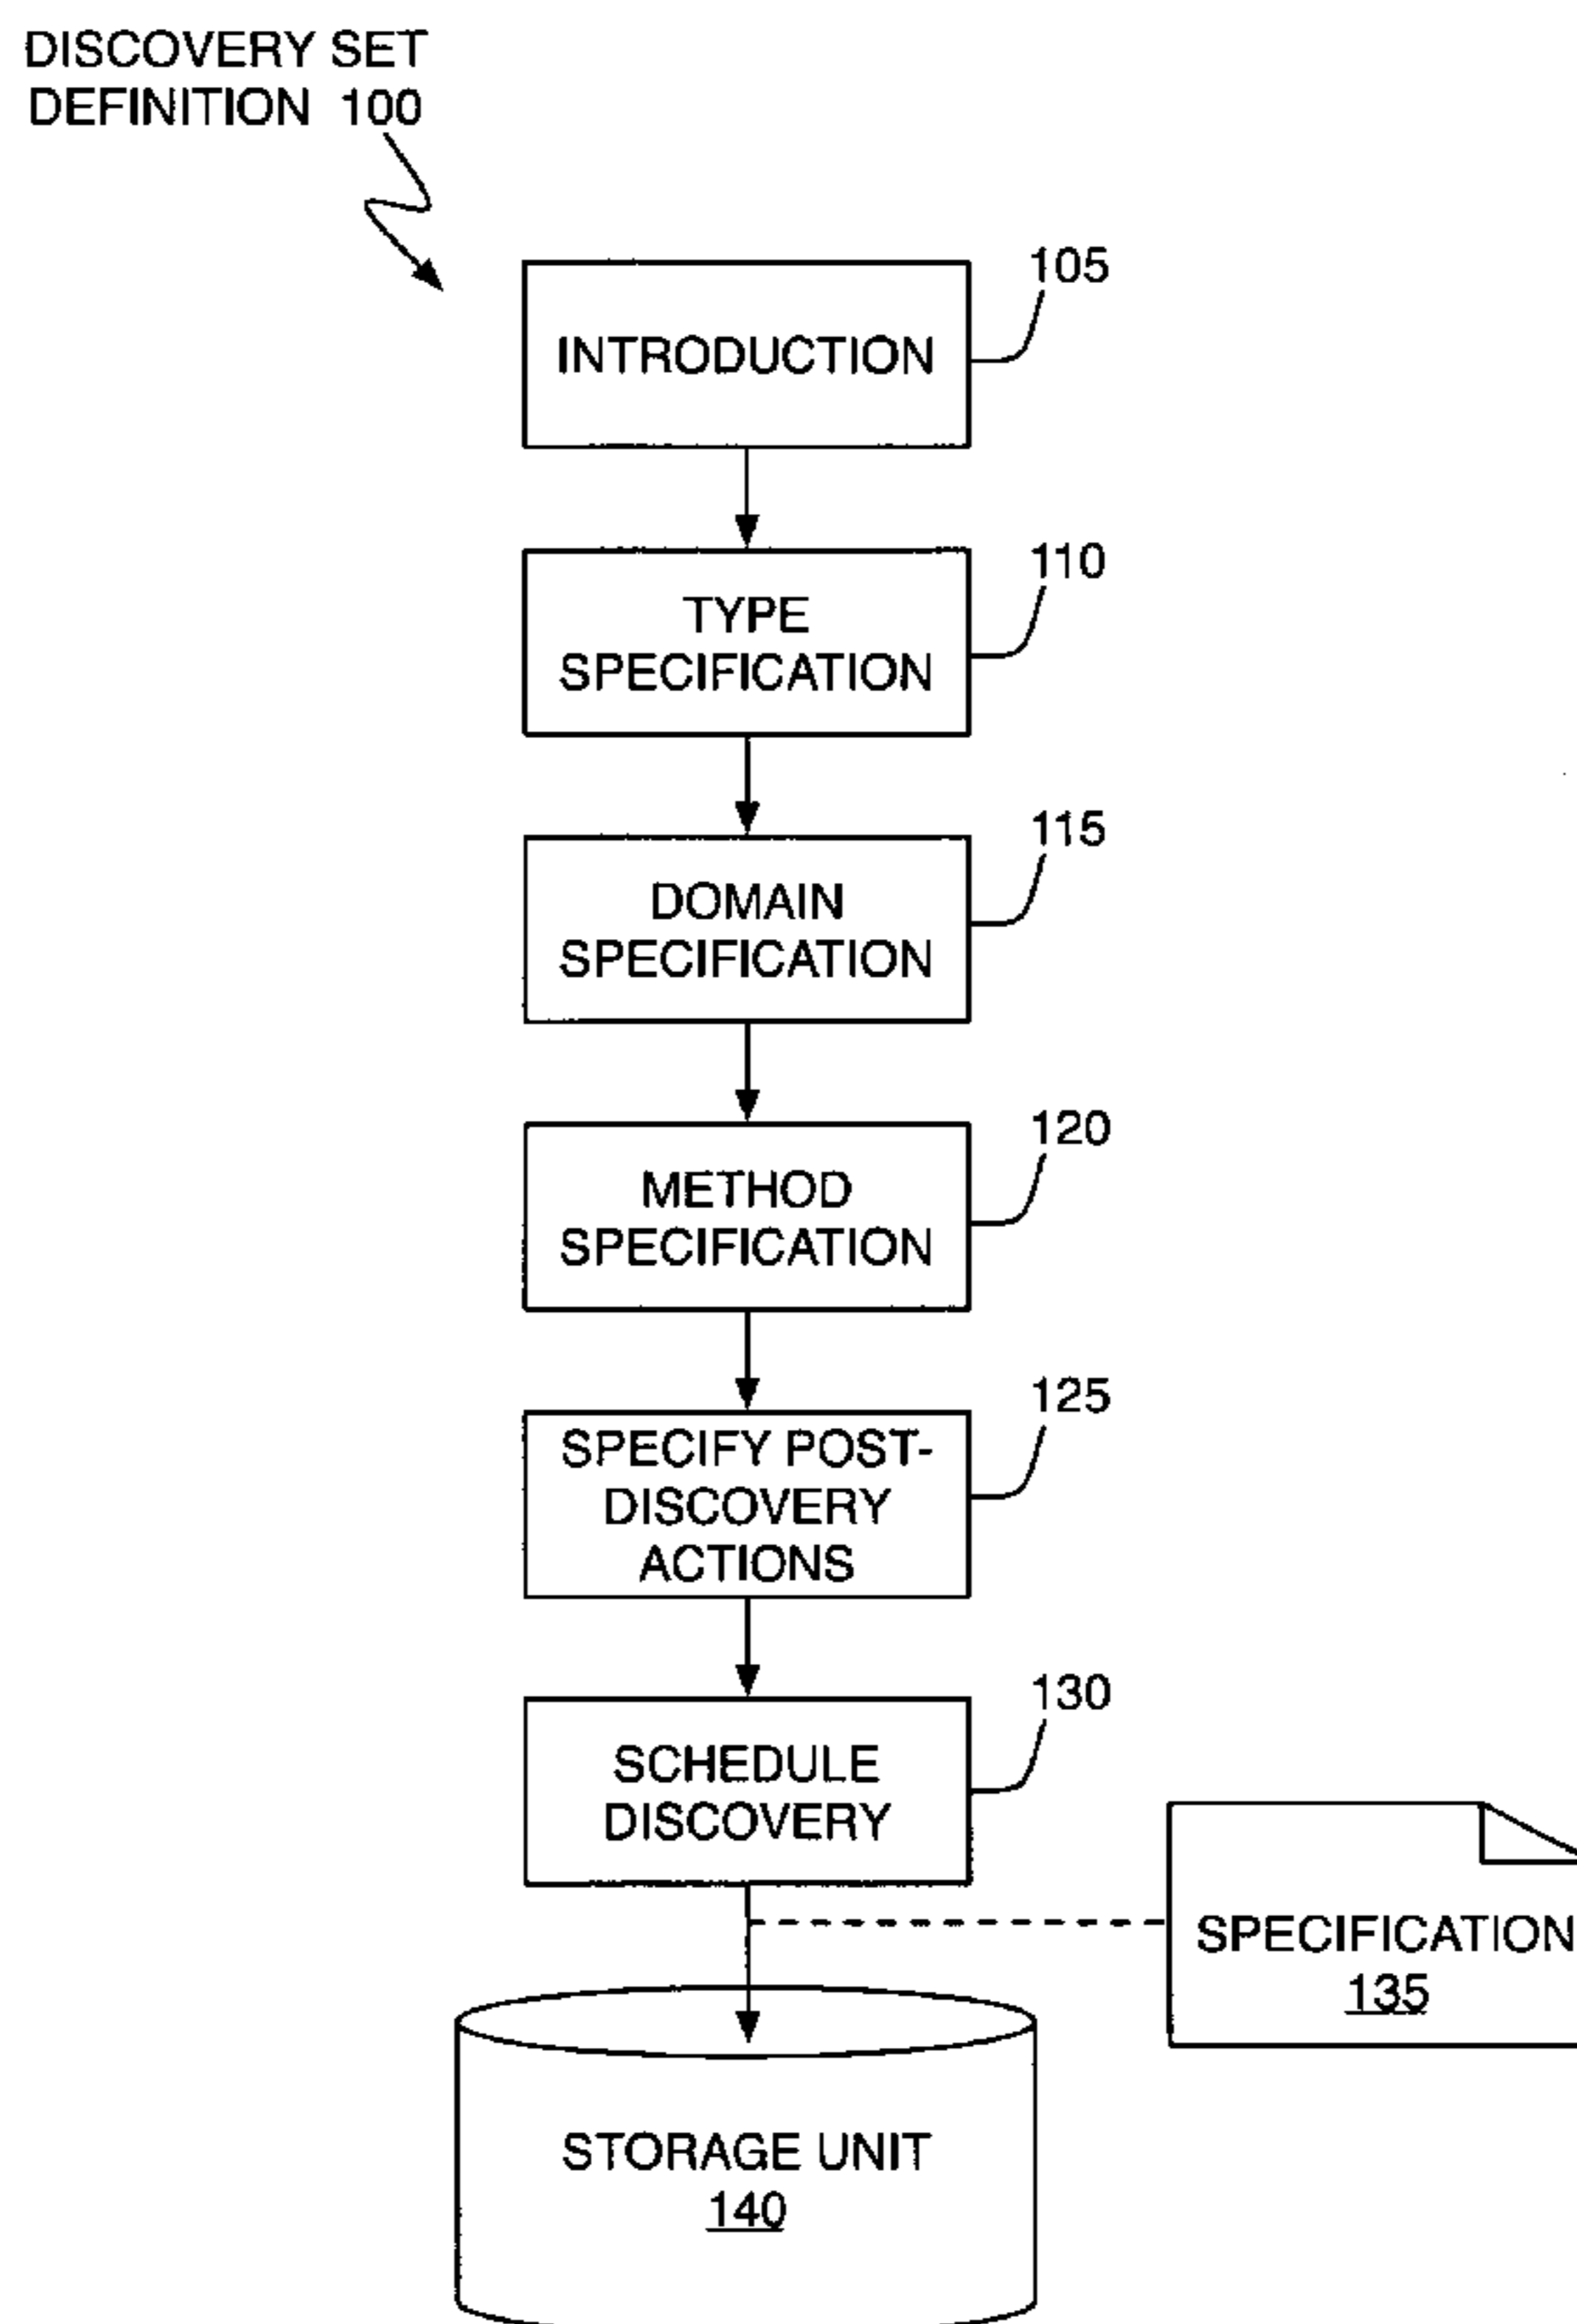 DISCOVERY SET
DEFINITION 100
105
INTRODUCTION
110
TYPE
SPECIFICATION
115
DOMAIN
SPECIFICATION
120
METHOD
SPECIFICATION
125
SPECIFY POST-
DISCOVERY
ACTIONS
130
SCHEDULE
DISCOVERY
SPECIFICATION
135
STORAGE UNIT
140